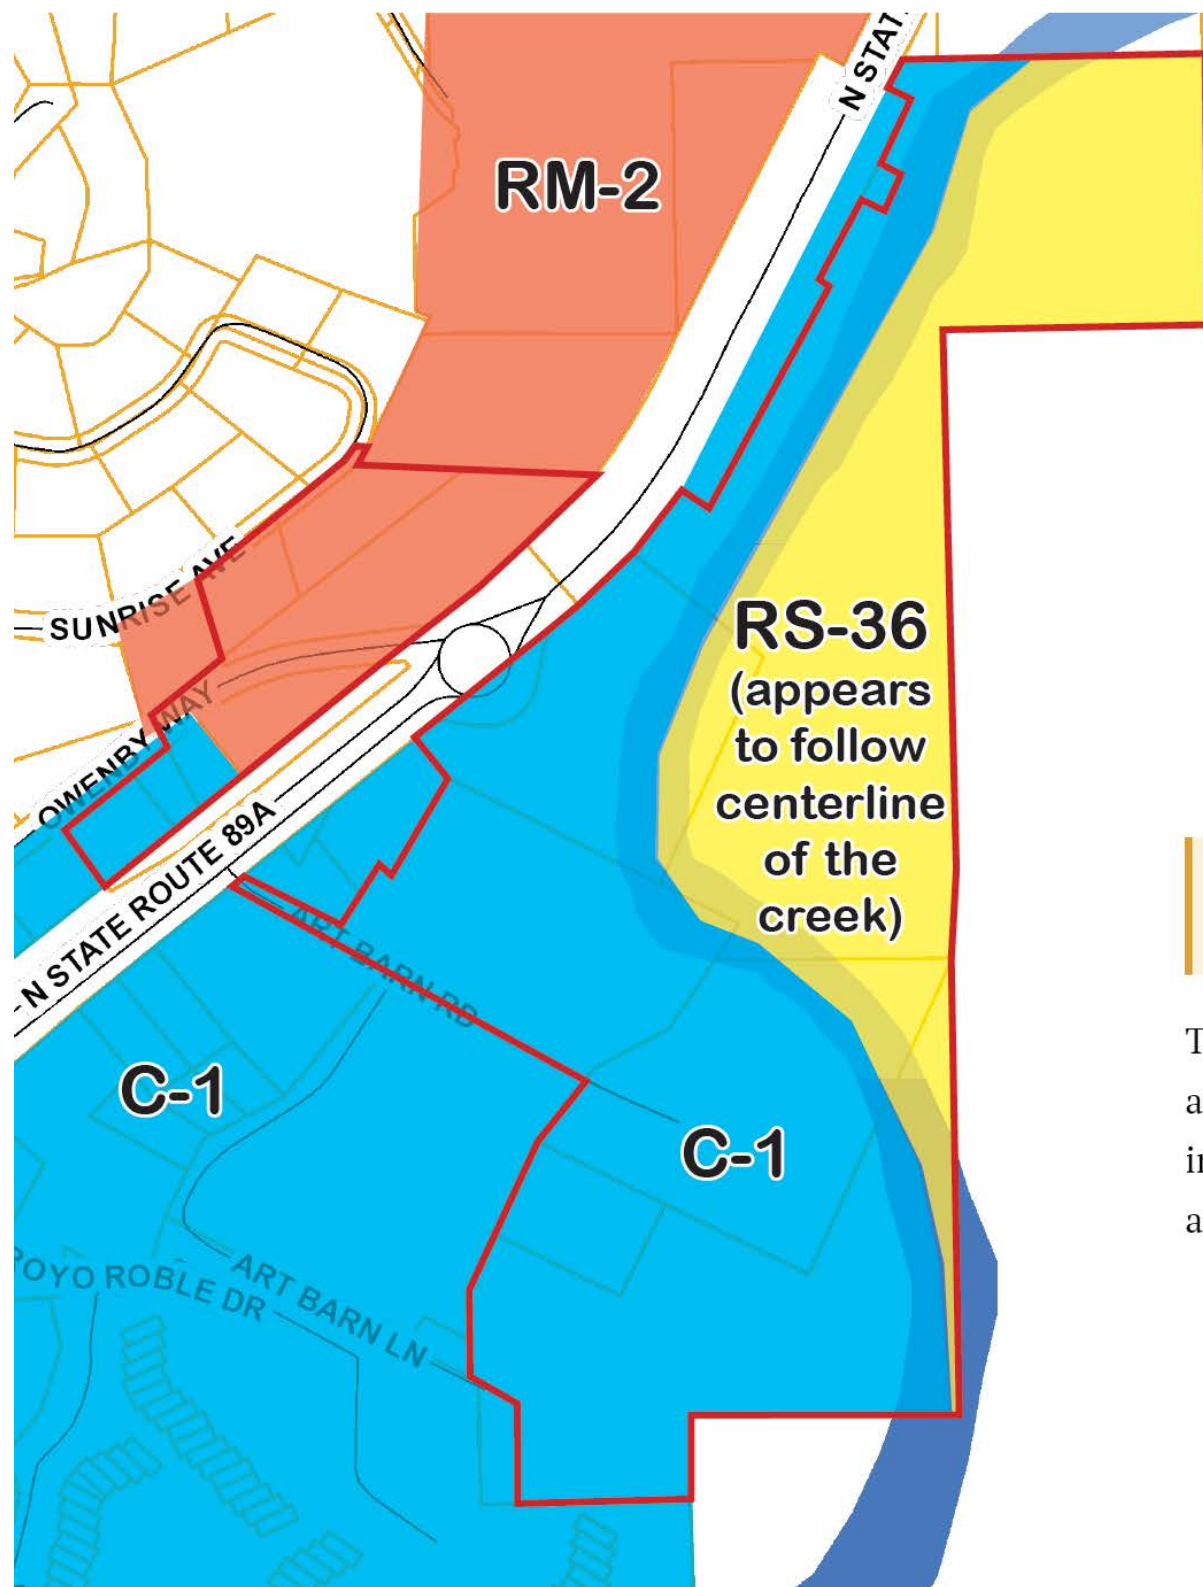 N STAT
RM-2
SUNRISE AVE
RS-36
(appears
to follow
centerline
of the
creek)
OWENBY WAY
N STATE ROUTE 89A
ART BARN RD
C-1
C-1
T
a
in
a
OYO ROBLE DR
ART BARN LN